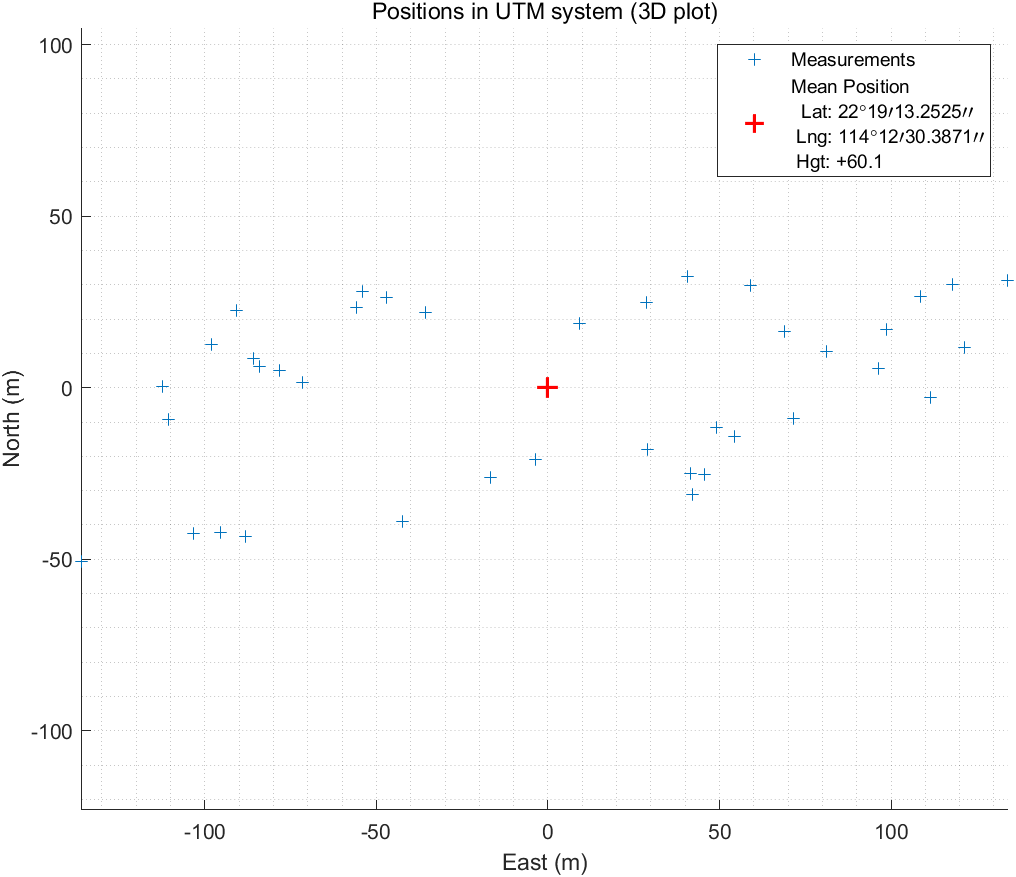 Positions in UTM system (3D plot)
Measurements
Mean Position
Lat: 22°19′13.2525′′
Lng: 114°12′30.3871′′
Hgt: +60.1
100
50
0
-50
-100
North (m)
-100
-50
0
50
100
East (m)